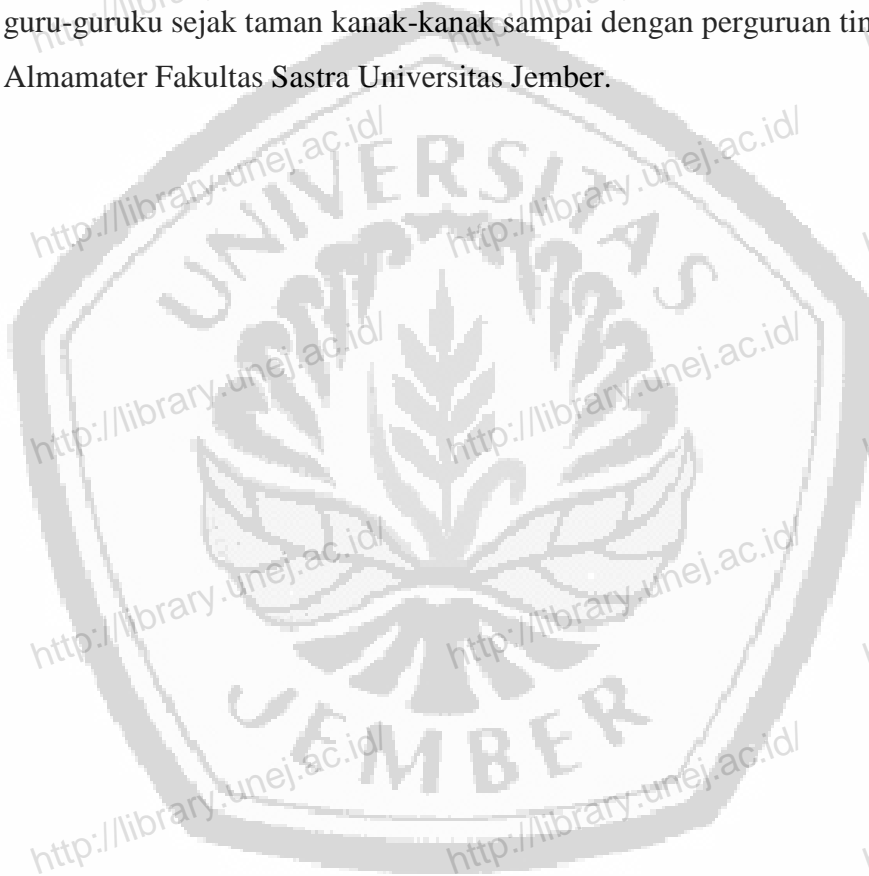 guru-guruku sejak taman kanak-kanak sampai dengan perguruan tin
Almamater Fakultas Sastra Universitas Jember.
UNIVERSITAS
http://library.unej.ac.id/ http://library.unej.ac.id/
http://library.unej.ac.id/ http://library.unej.ac.id/
http://library.unej.ac.id/ http://library.unej.ac.id/
JEMBER
http://library.unej.ac.id/ http://library.unej.ac.id/